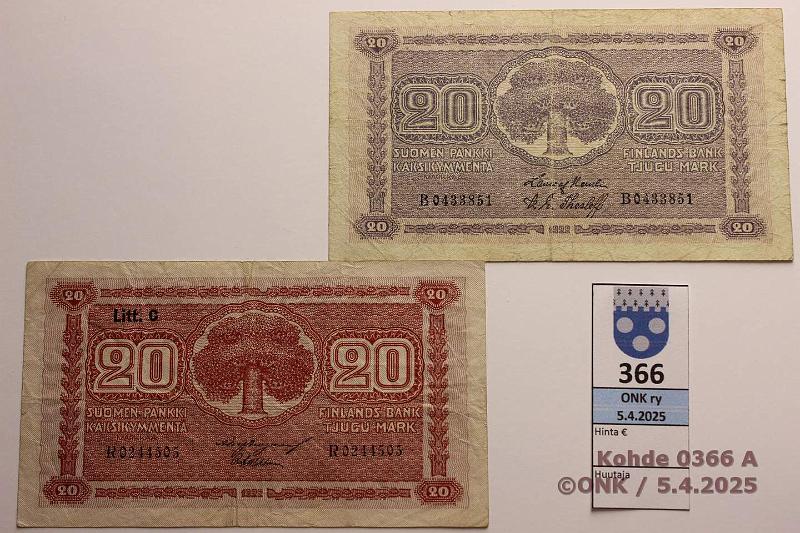 20 20
20 20
SUOMEN PANKKI FINLANDS BANK
KAKSIKYMMENTÄ TJUGU MARK
B0433851 B0433851
20 20
20 20
Litt. C
20 20
SUOMEN PANKKI FINLANDS BANK
KAKSIKYMMENTÄ TJUGU MARK
R0244505 R0244505
20 20
366
ONK ry
5.4.2025
Hinta €
Kohde 0366 A
Huutaja
©ONK / 5.4.2025